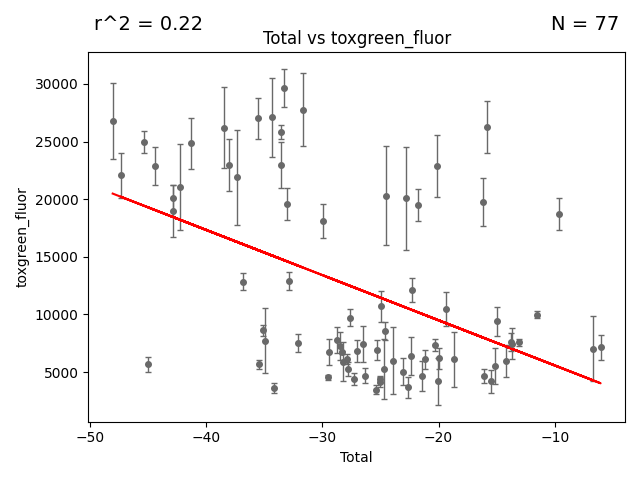 r^2 = 0.22
N = 77
Total vs toxgreen_fluor
30000
25000
20000
15000
10000
5000
toxgreen_fluor
−50
−40
−30
−20
−10
Total